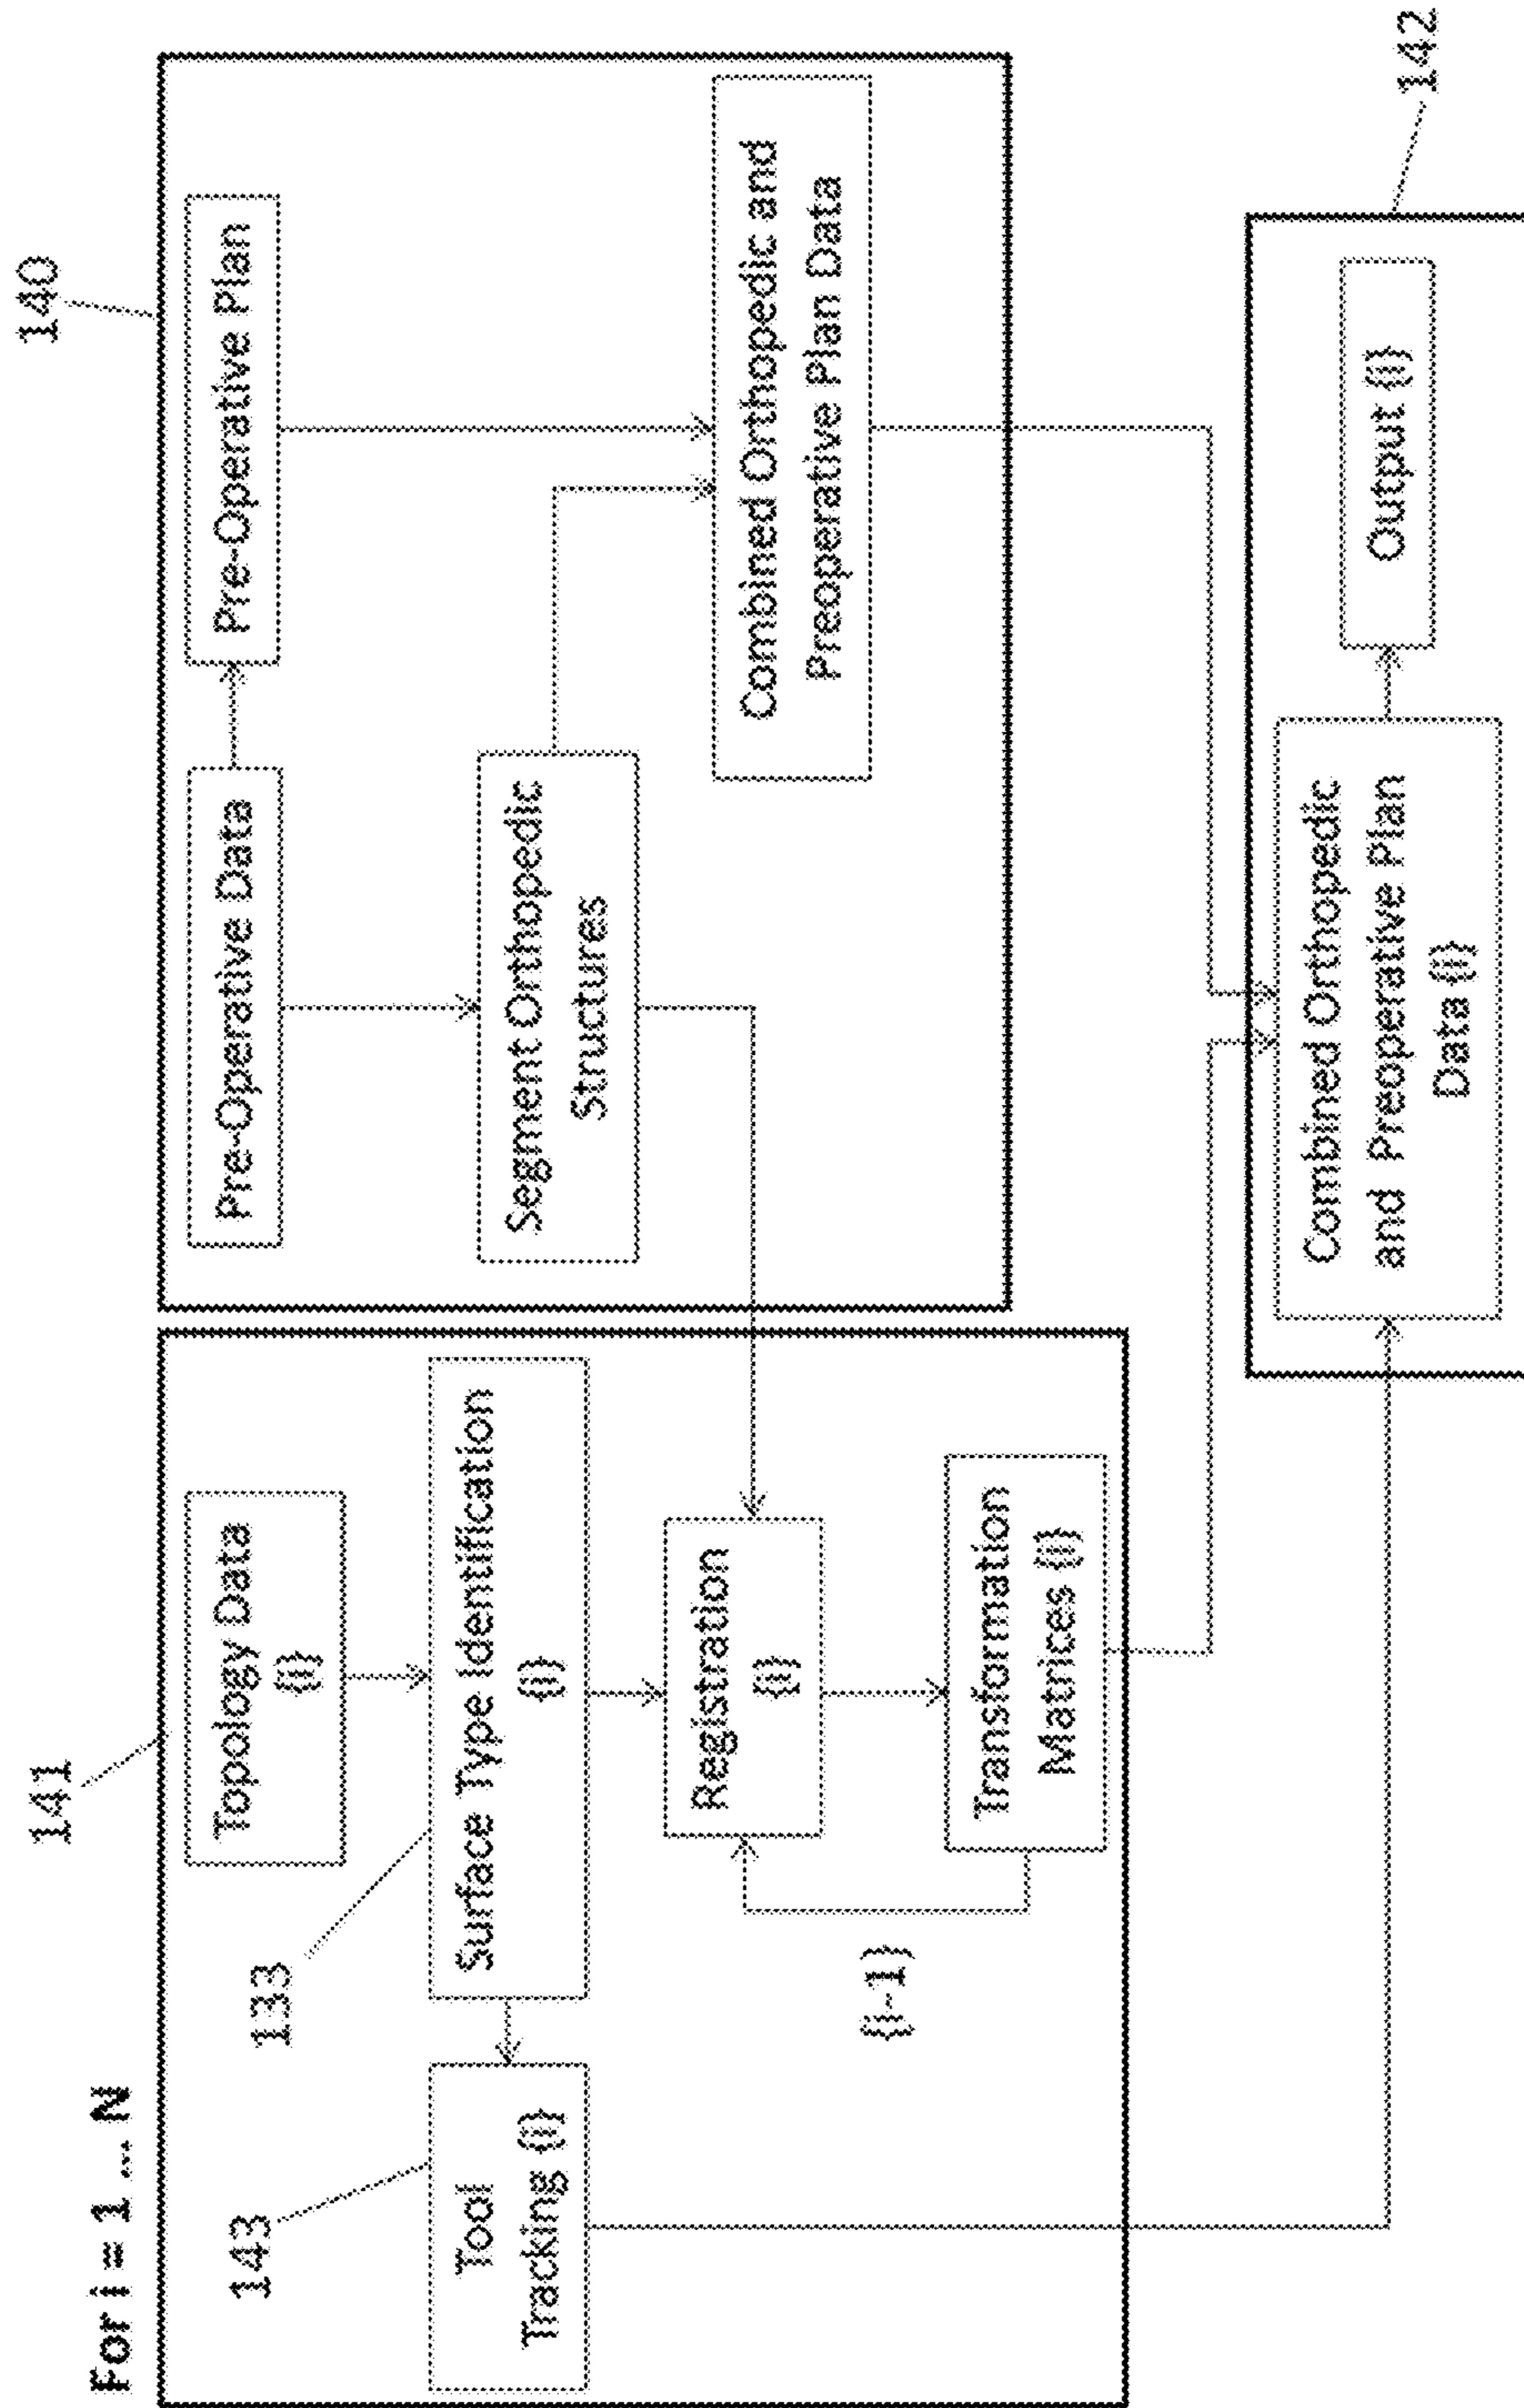 For i = 1 ... N
143
133
141
140
Tool
Tracking {i}
Topology Data
{i}
Surface Type Identification
{i}
Registration
{i}
{i-1}
Transformation
Matrices {i}
Pre-Operative Data
Pre-Operative Plan
Segment Orthopedic
Structures
Combined Orthopedic and
Preoperative Plan Data
142
Combined Orthopedic
and Preoperative Plan
Data {i}
Output {i}